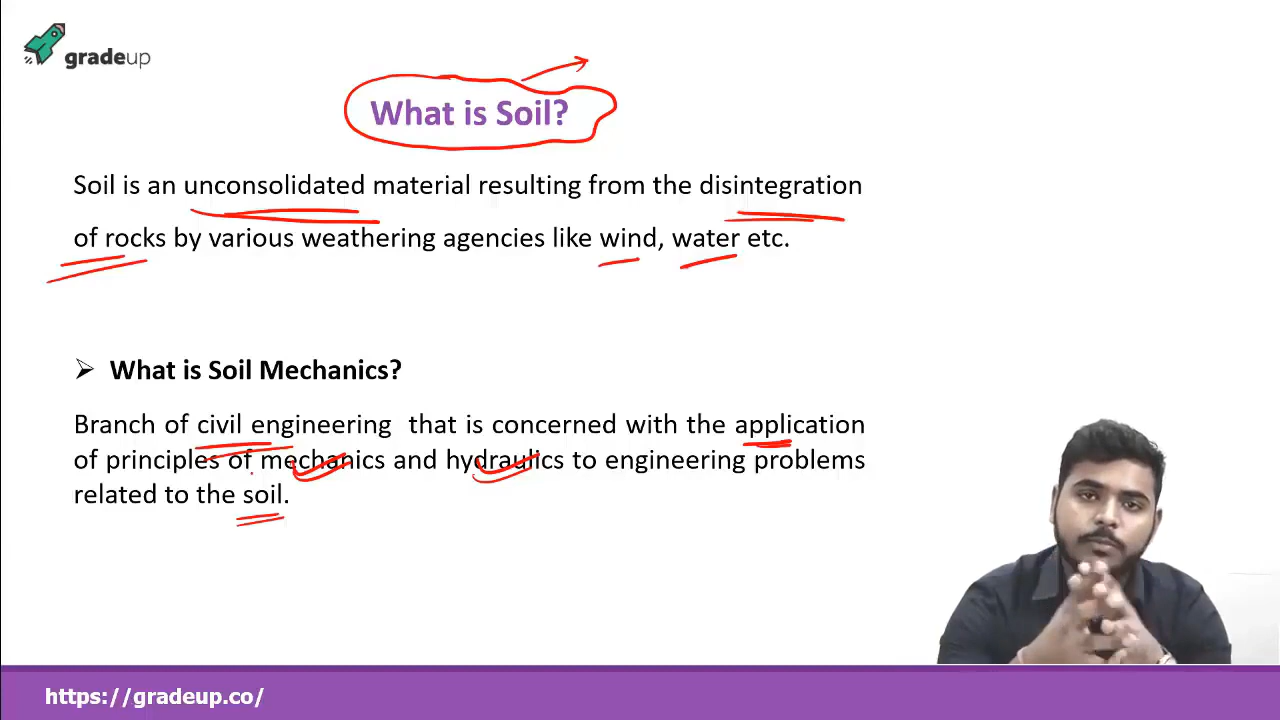 gradeup
What is Soil?
Soil is an unconsolidated material resulting from the disintegration
of rocks by various weathering agencies like wind, water etc.
What is Soil Mechanics?
Branch of civil engineering that is concerned with the application
of principles of mechanics and hydraulics to engineering problems
related to the soil.
https://gradeup.co/